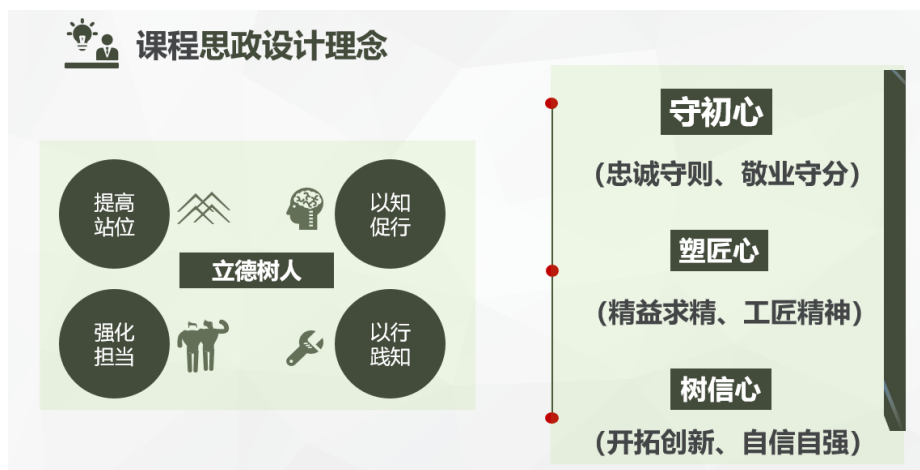 课程思政设计理念
提高
站位
以知
促行
立德树人
强化
担当
以行
践知
守初心
（忠诚守则、敬业守分）
塑匠心
（精益求精、工匠精神）
树信心
（开拓创新、自信自强）